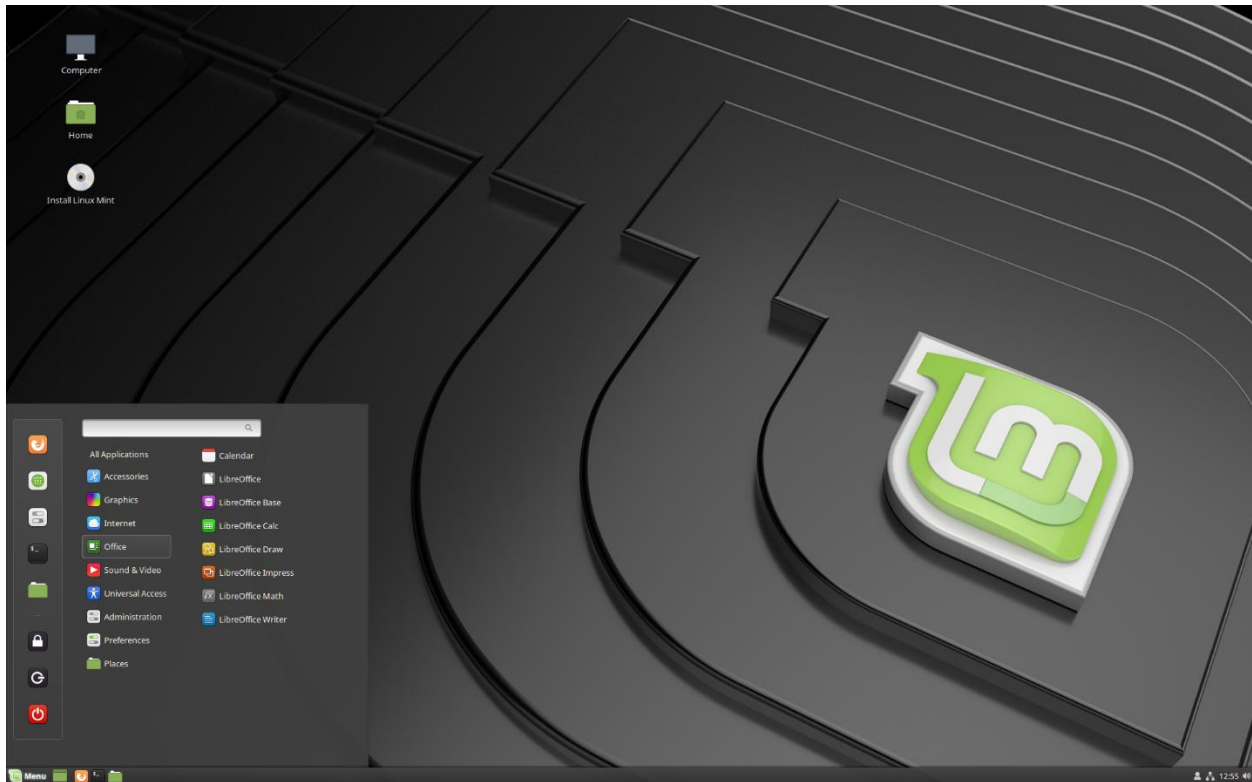 Computer
Home
Install Linux Mint
lm
All Applications
Accessories
Graphics
Internet
Office
Sound & Video
Universal Access
Administration
Preferences
Places
Calendar
LibreOffice
LibreOffice Base
LibreOffice Calc
LibreOffice Draw
LibreOffice Impress
LibreOffice Math
LibreOffice Writer
Menu
12:55